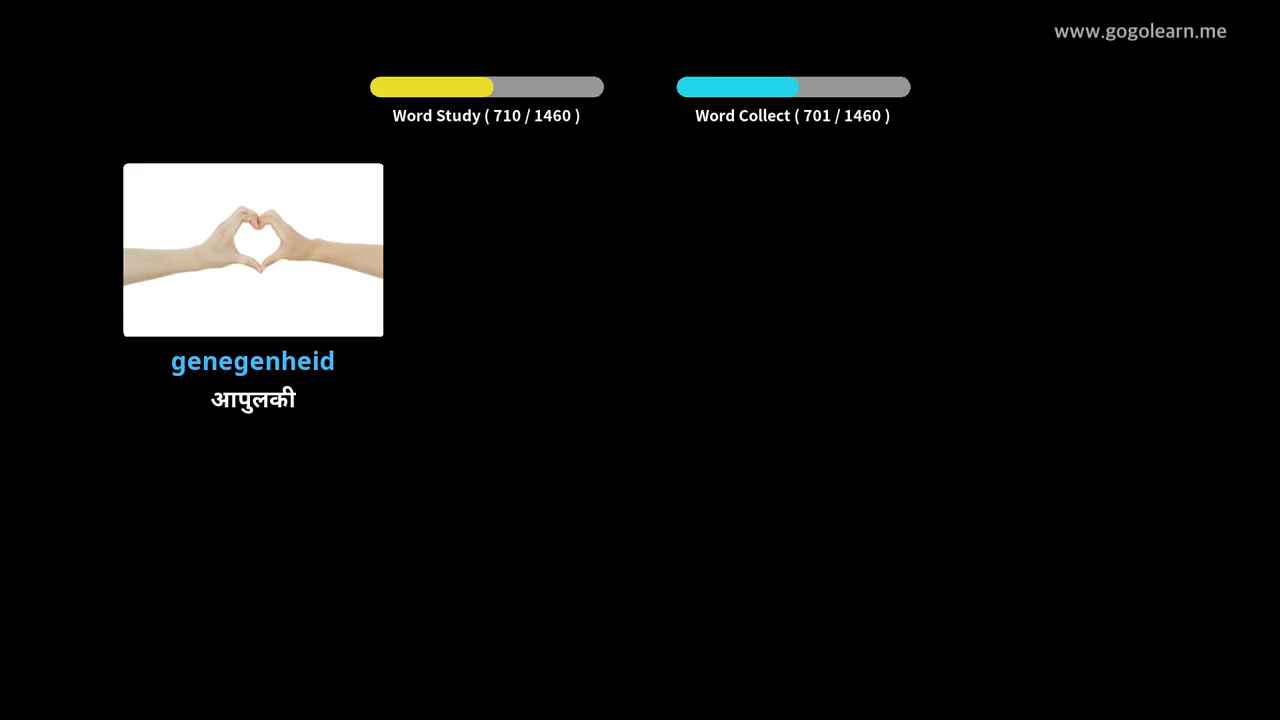 www.gogolearn.me
Word Study ( 710 / 1460 )
Word Collect ( 701 / 1460 )
genegenheid
आपुलकी